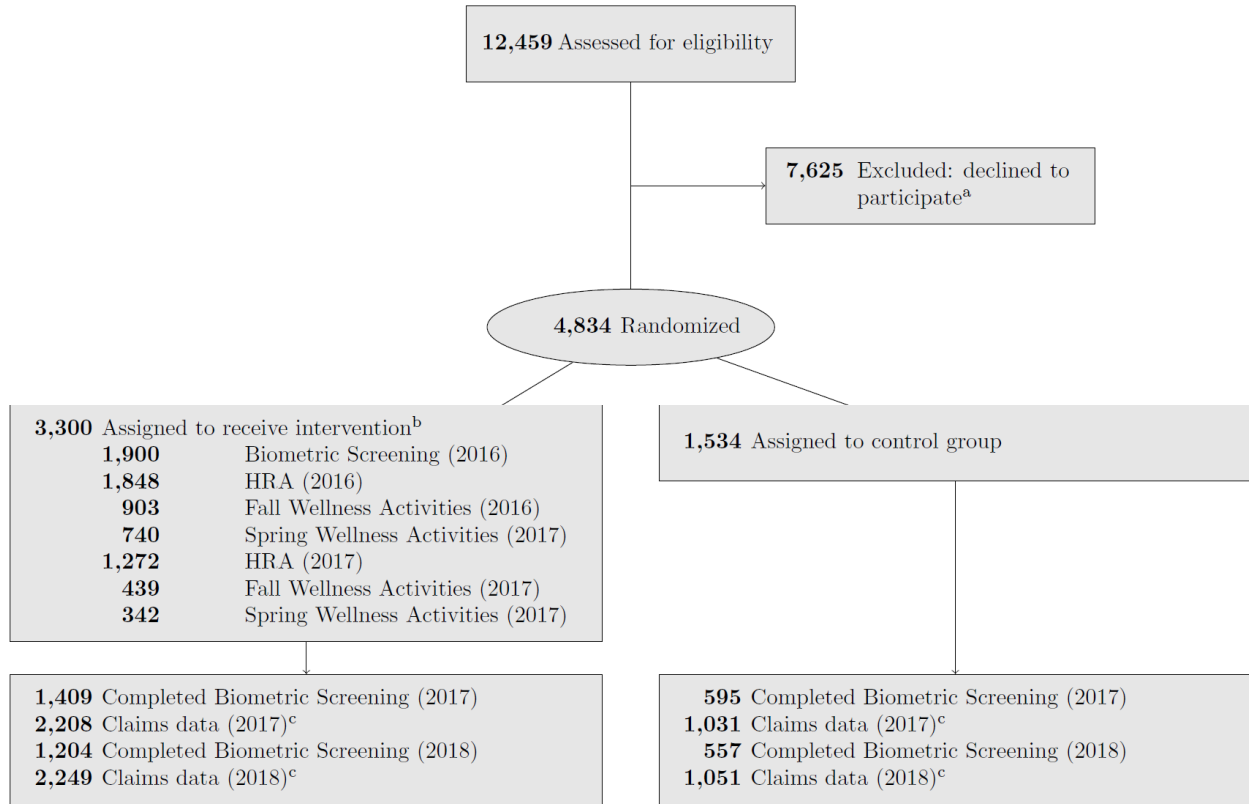 12,459 Assessed for eligibility
7,625 Excluded: declined to
participateᵃ
4,834 Randomized
3,300 Assigned to receive interventionᵇ
1,900 Biometric Screening (2016)
1,848 HRA (2016)
903 Fall Wellness Activities (2016)
740 Spring Wellness Activities (2017)
1,272 HRA (2017)
439 Fall Wellness Activities (2017)
342 Spring Wellness Activities (2017)
1,534 Assigned to control group
1,409 Completed Biometric Screening (2017)
2,208 Claims data (2017)ᶜ
1,204 Completed Biometric Screening (2018)
2,249 Claims data (2018)ᶜ
595 Completed Biometric Screening (2017)
1,031 Claims data (2017)ᶜ
557 Completed Biometric Screening (2018)
1,051 Claims data (2018)ᶜ